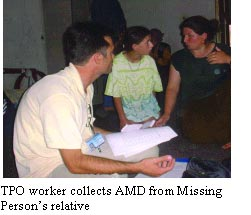 TPO worker collects AMD from Missing
Person's relative